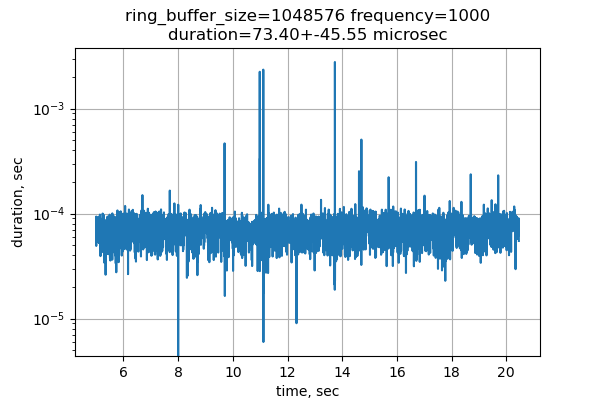 ring_buffer_size=1048576 frequency=1000
duration=73.40+-45.55 microsec
10⁻³
10⁻⁴
10⁻⁵
duration, sec
6 8 10 12 14 16 18 20
time, sec